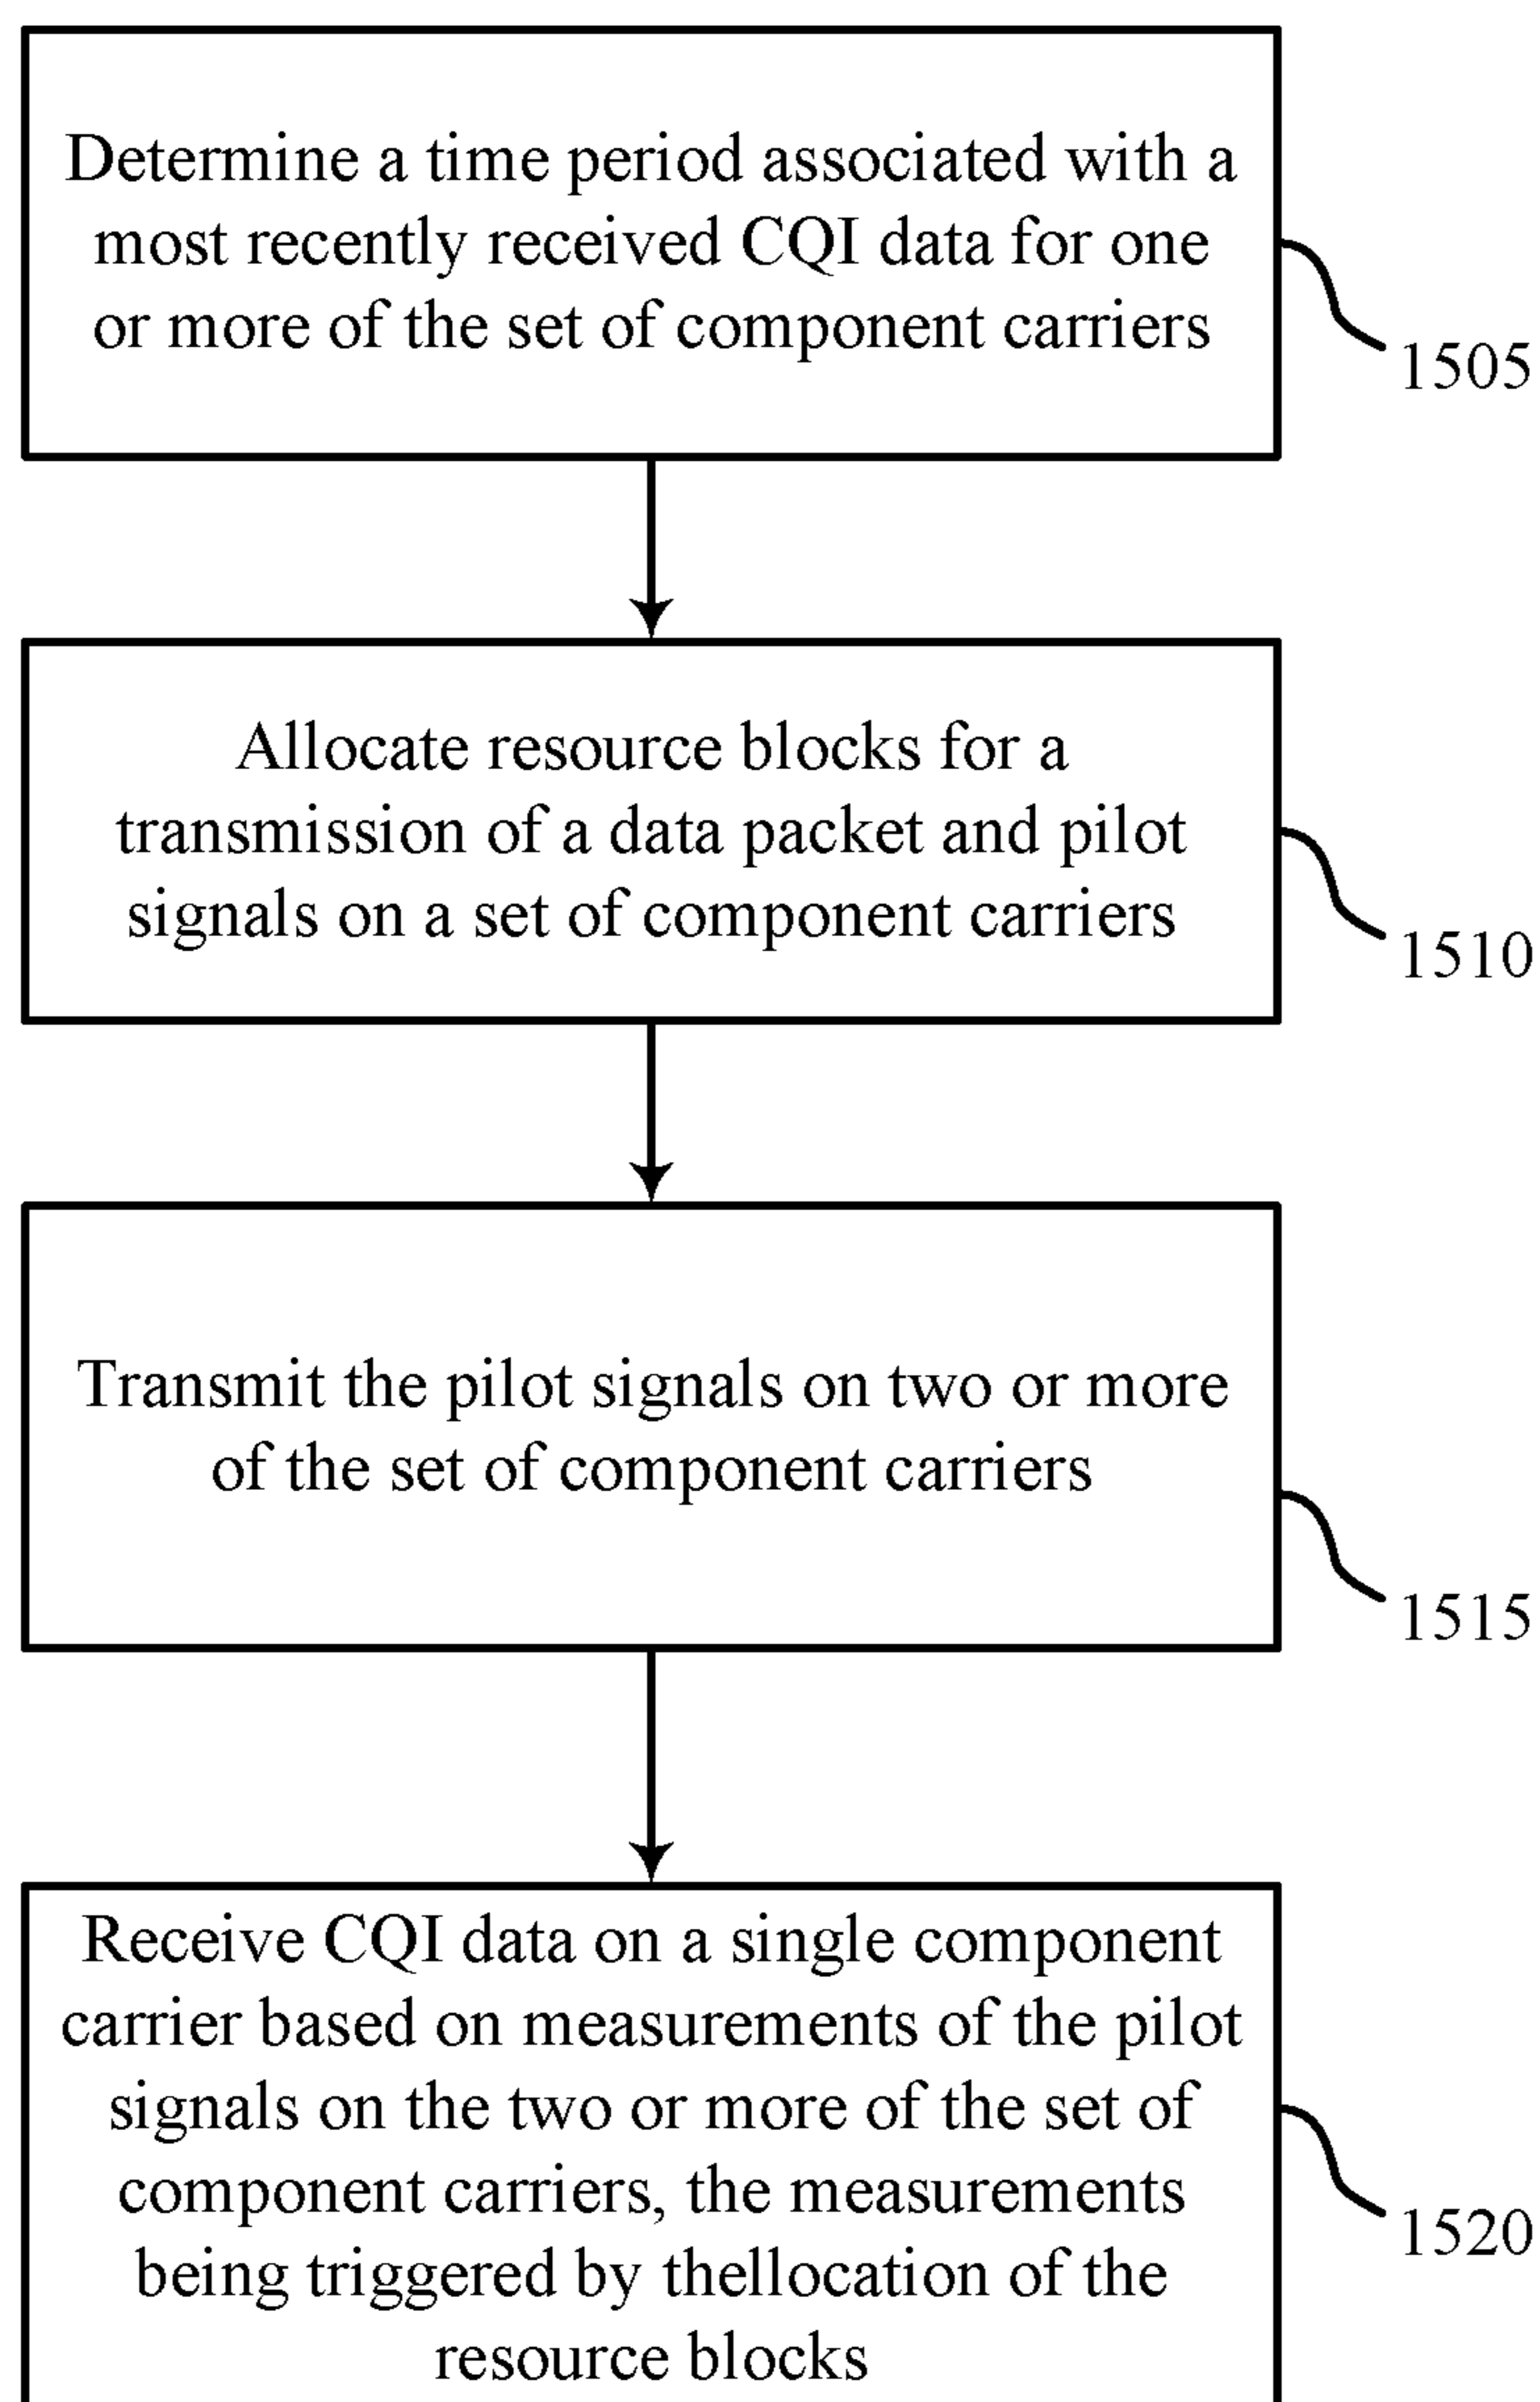 Determine a time period associated with a
most recently received CQI data for one
or more of the set of component carriers
1505
Allocate resource blocks for a
transmission of a data packet and pilot
signals on a set of component carriers
1510
Transmit the pilot signals on two or more
of the set of component carriers
1515
Receive CQI data on a single component
carrier based on measurements of the pilot
signals on the two or more of the set of
component carriers, the measurements
being triggered by thellocation of the
resource blocks
1520